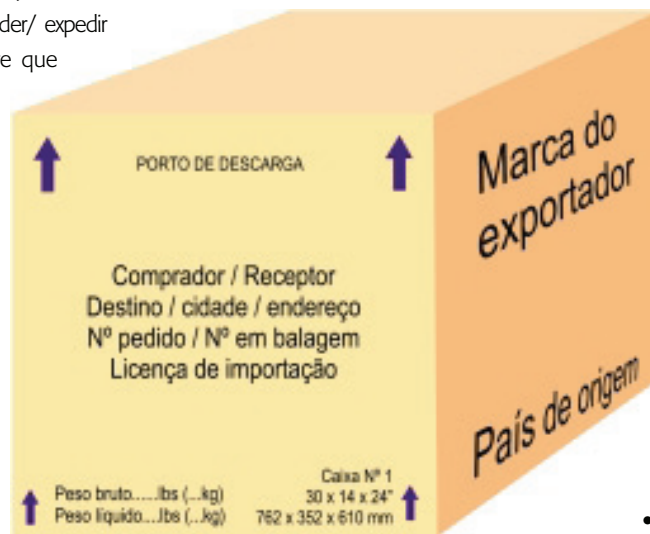 der/ expedir
e que
PORTO DE DESCARGA
Comprador / Receptor
Destino / cidade / endereço
Nº pedido / Nº em balagem
Licença de importação
Peso bruto.....lbs (...kg)
Peso líquido...lbs (...kg)
Caixa Nº 1
30 x 14 x 24"
762 x 352 x 610 mm
Marca do
exportador
País de origem